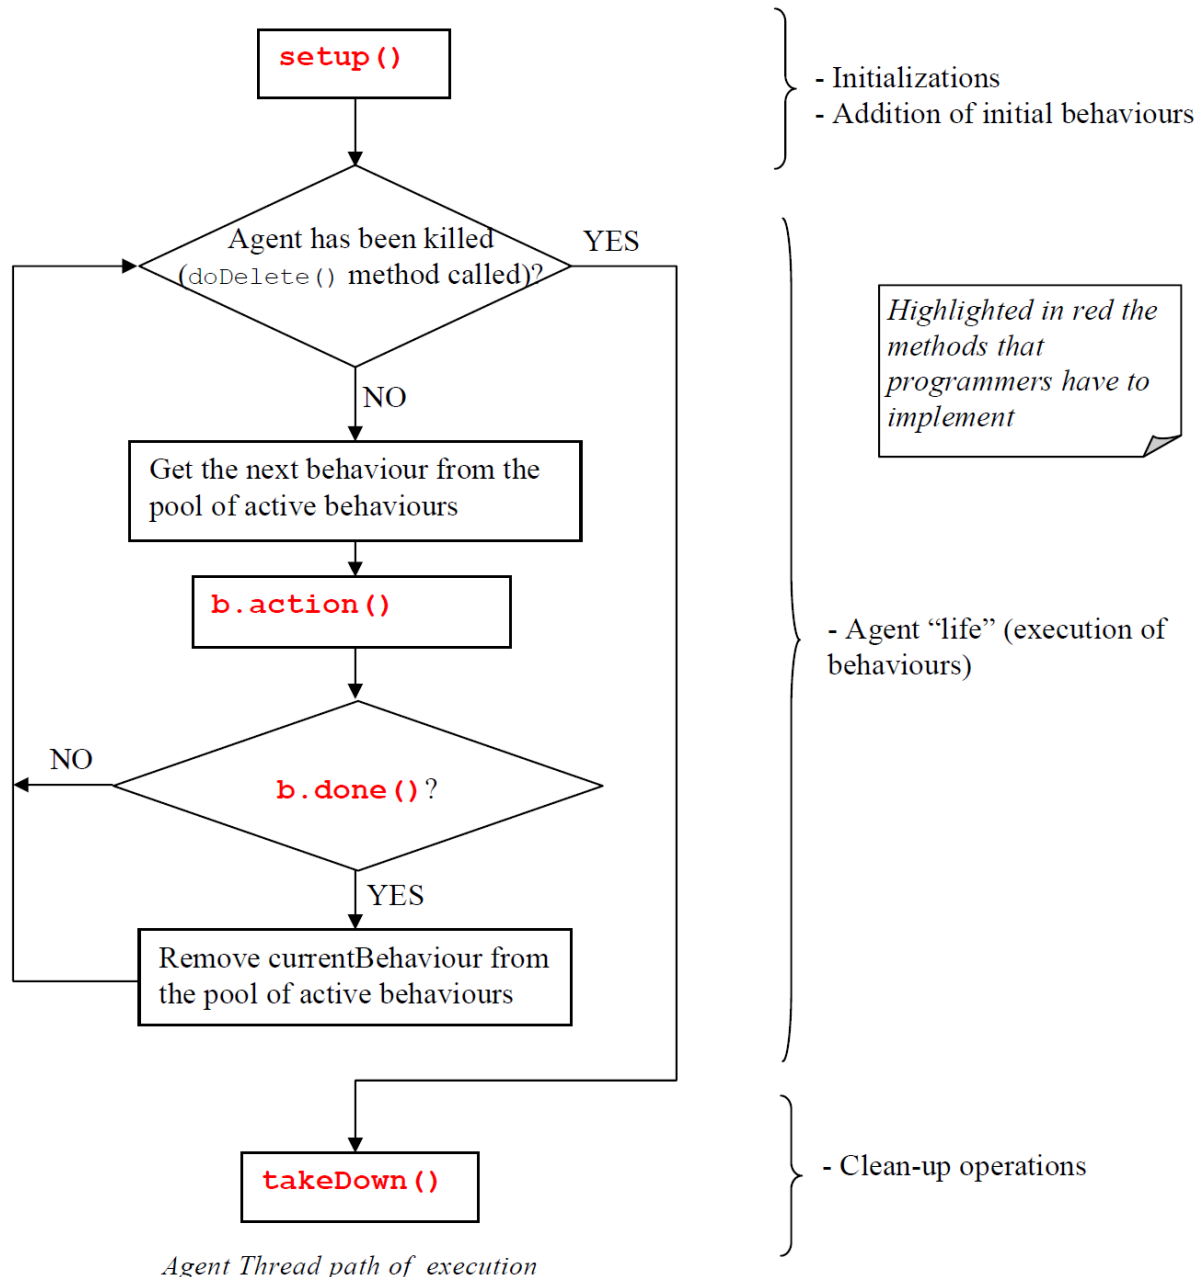 setup()
- Initializations
- Addition of initial behaviours
Agent has been killed
(doDelete() method called)?
YES
Highlighted in red the
methods that
programmers have to
implement
NO
Get the next behaviour from the
pool of active behaviours
b.action()
- Agent “life” (execution of
behaviours)
NO
b.done()?
YES
Remove currentBehaviour from
the pool of active behaviours
takeDown()
- Clean-up operations
Agent Thread path of execution